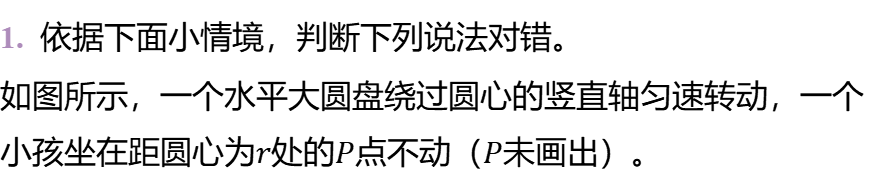 1. 依据下面小情境，判断下列说法对错。
如图所示，一个水平大圆盘绕过圆心的竖直轴匀速转动，一个
小孩坐在距圆心为r处的P点不动（P未画出）。